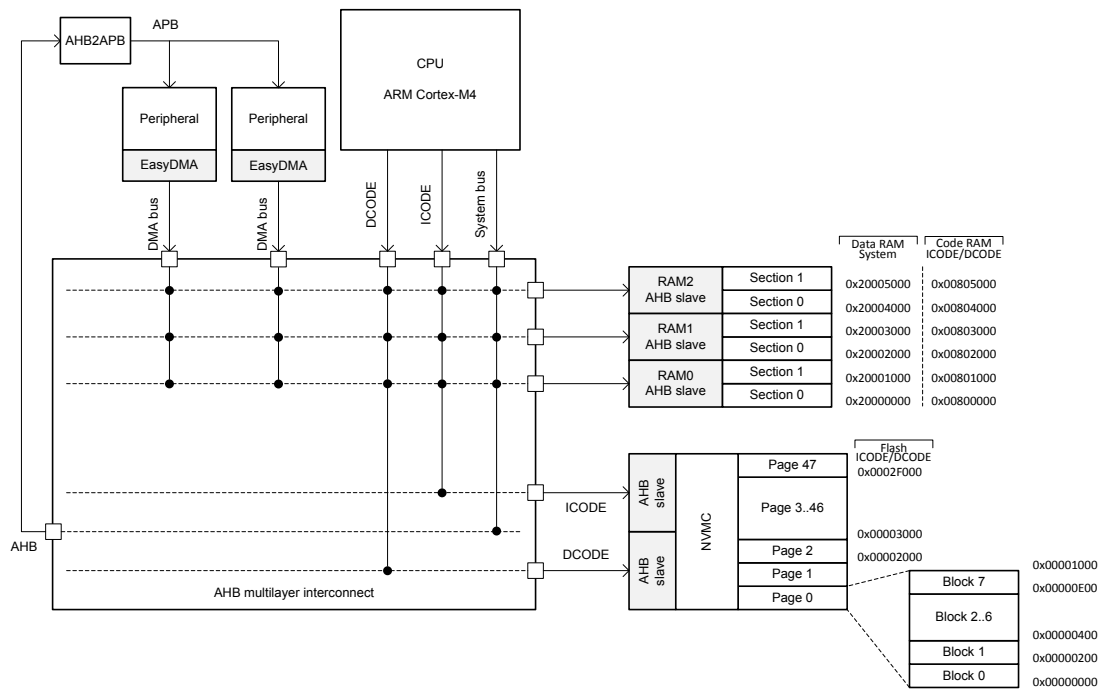 AHB2APB
APB
CPU
ARM Cortex-M4
Peripheral
Peripheral
EasyDMA
EasyDMA
DMA bus
DMA bus
DCODE
ICODE
System bus
Data RAM
System
Code RAM
ICODE/DCODE
RAM2
AHB slave
Section 1
Section 0
0x20005000
0x00805000
0x20004000
0x00804000
RAM1
AHB slave
Section 1
Section 0
0x20003000
0x00803000
0x20002000
0x00802000
RAM0
AHB slave
Section 1
Section 0
0x20001000
0x00801000
0x20000000
0x00800000
Flash
ICODE/DCODE
0x0002F000
Page 47
Page 3..46
0x00003000
Page 2
0x00002000
Page 1
Page 0
AHB
slave
AHB
slave
NVMC
ICODE
DCODE
AHB
AHB multilayer interconnect
0x00001000
Block 7
0x00000E00
Block 2..6
0x00000400
Block 1
0x00000200
Block 0
0x00000000